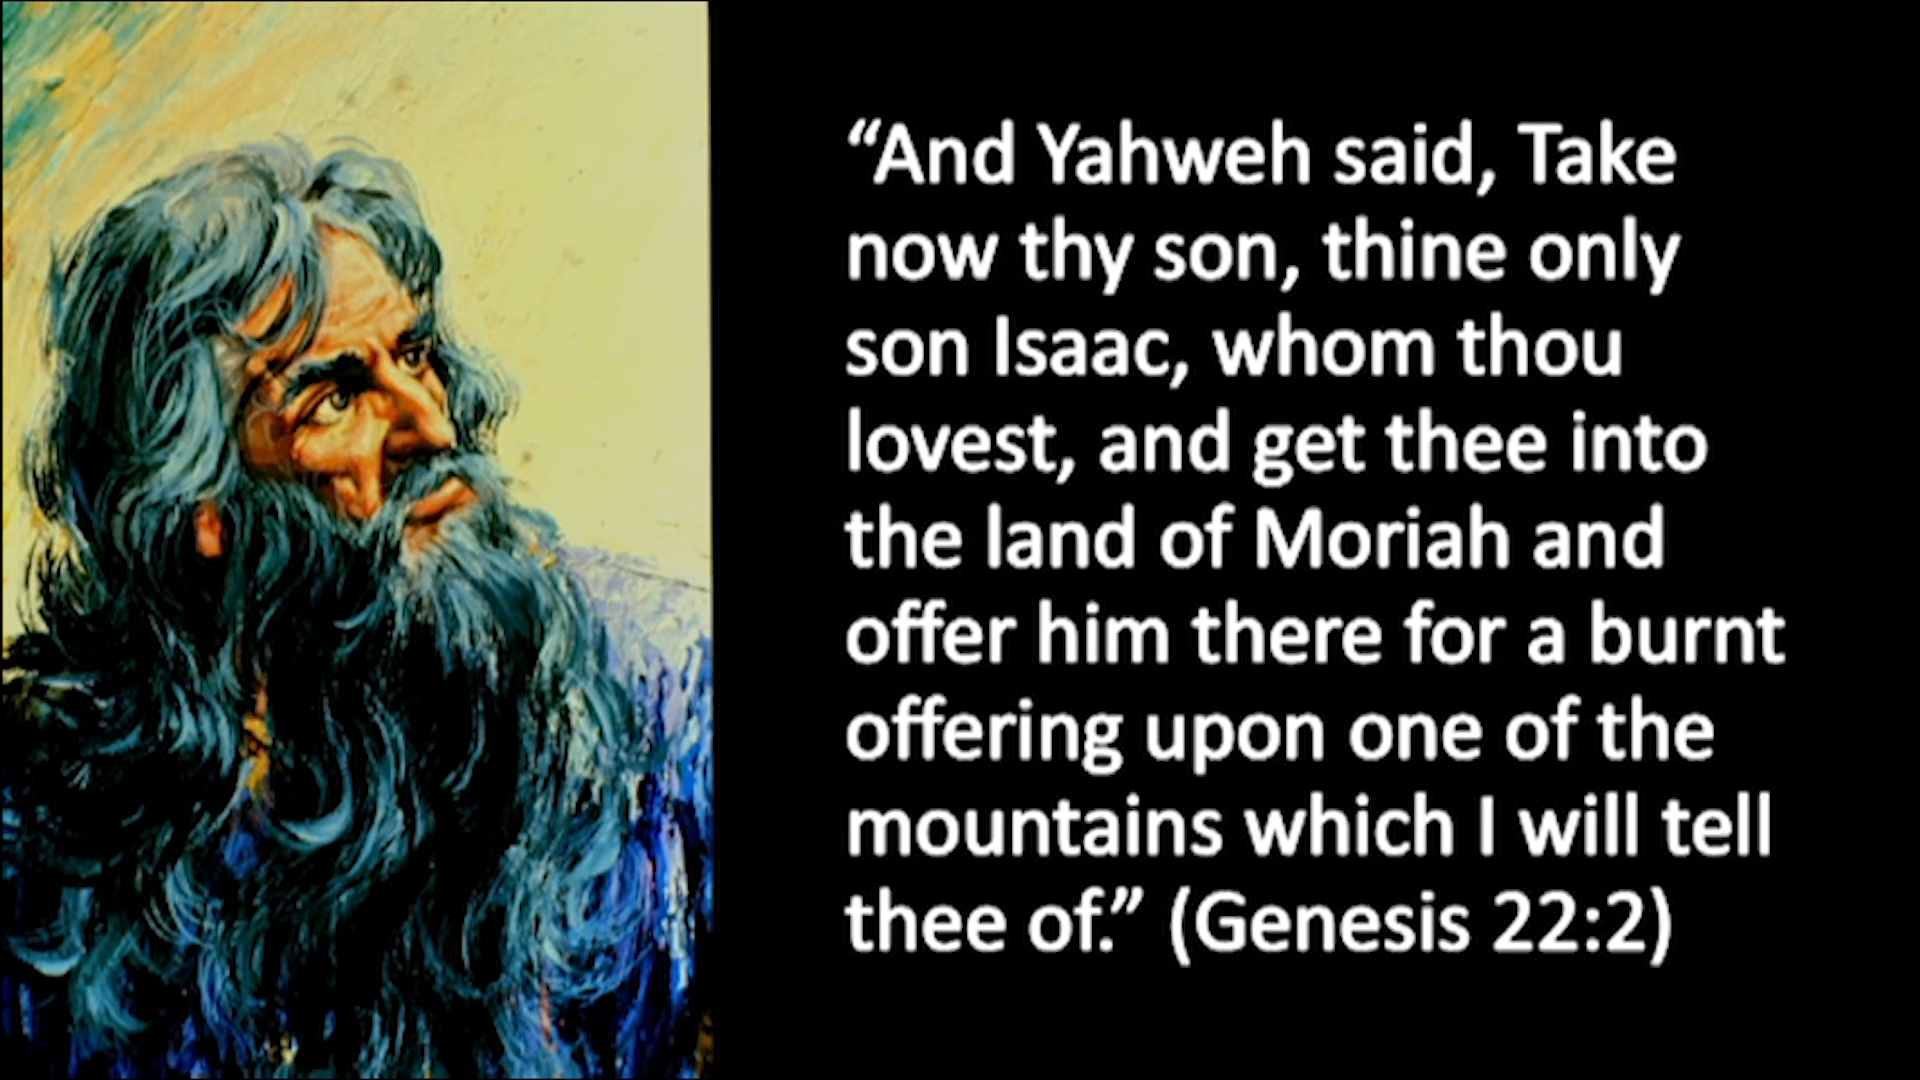 “And Yahweh said, Take
now thy son, thine only
son Isaac, whom thou
lovest, and get thee into
the land of Moriah and
offer him there for a burnt
offering upon one of the
mountains which I will tell
thee of.” (Genesis 22:2)